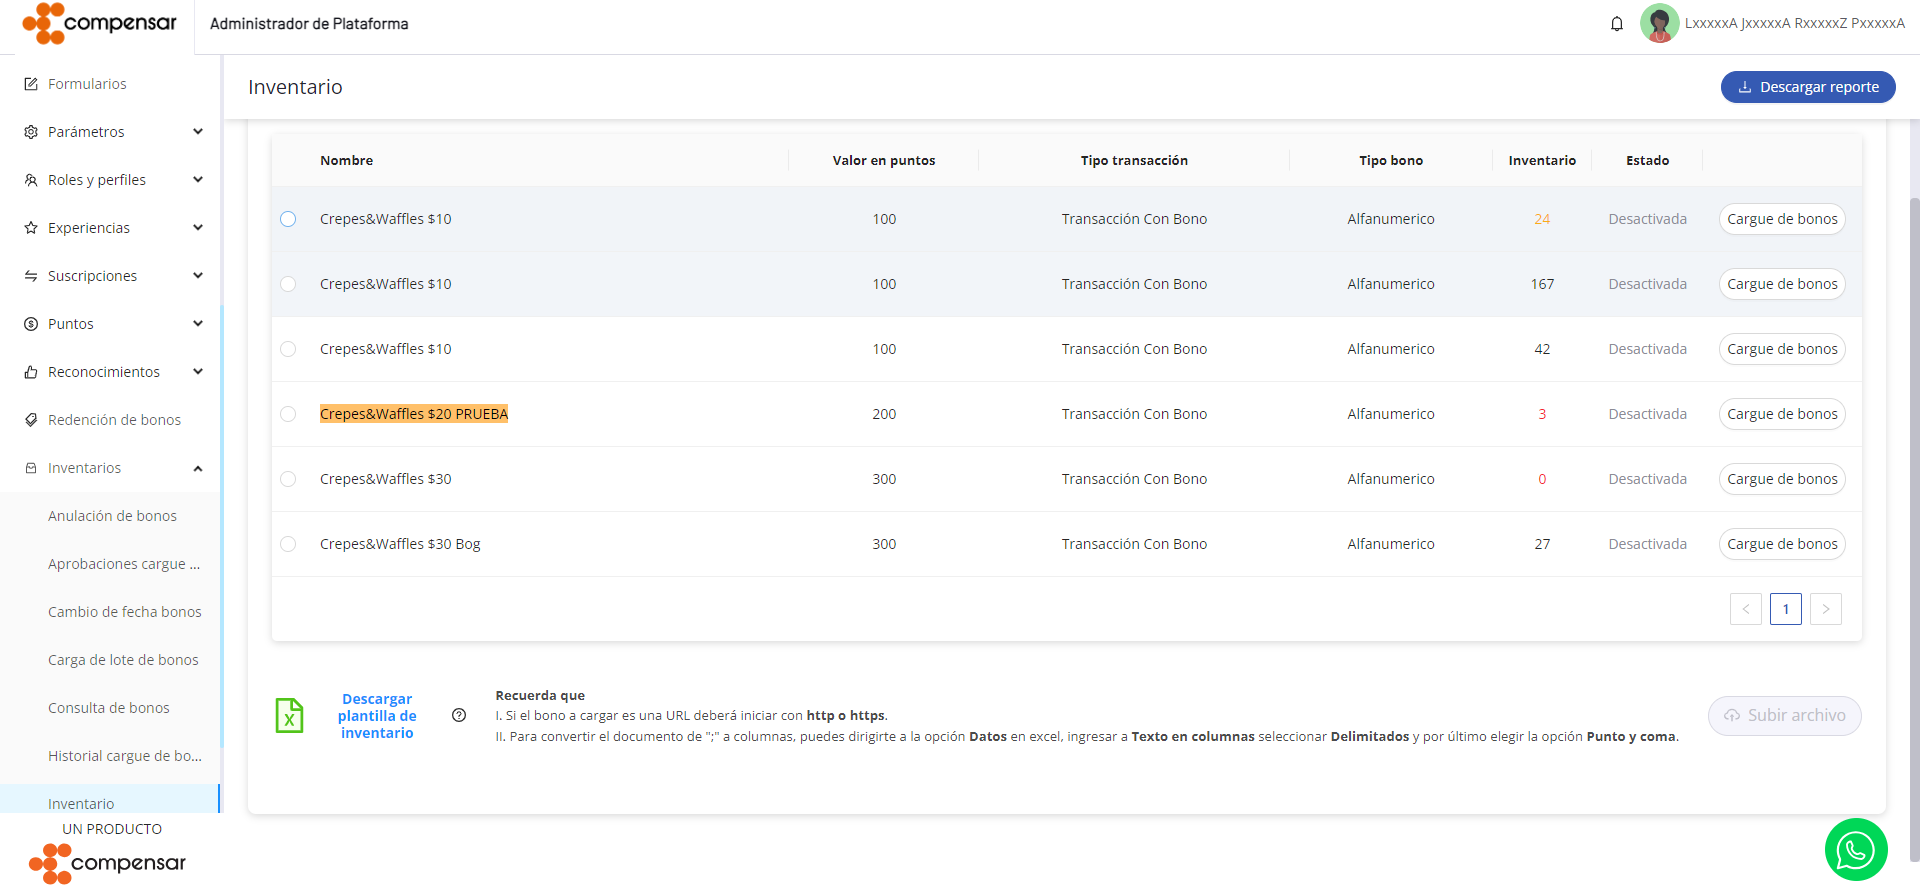 compensar
Administrador de Plataforma
LxxxxxA JxxxxxA RxxxxxZ PxxxxxA
Formularios
Parámetros
Roles y perfiles
Experiencias
Suscripciones
Puntos
Reconocimientos
Redención de bonos
Inventarios
Anulación de bonos
Aprobaciones cargue ...
Cambio de fecha bonos
Carga de lote de bonos
Consulta de bonos
Historial cargue de bo...
Inventario
UN PRODUCTO
compensar
Inventario
Descargar reporte
Nombre Valor en puntos Tipo transacción Tipo bono Inventario Estado
Crepes&Waffles $10 100 Transacción Con Bono Alfanumerico 24 Desactivada Cargue de bonos
Crepes&Waffles $10 100 Transacción Con Bono Alfanumerico 167 Desactivada Cargue de bonos
Crepes&Waffles $10 100 Transacción Con Bono Alfanumerico 42 Desactivada Cargue de bonos
Crepes&Waffles $20 PRUEBA 200 Transacción Con Bono Alfanumerico 3 Desactivada Cargue de bonos
Crepes&Waffles $30 300 Transacción Con Bono Alfanumerico 0 Desactivada Cargue de bonos
Crepes&Waffles $30 Bog 300 Transacción Con Bono Alfanumerico 27 Desactivada Cargue de bonos
< 1 >
X
Descargar
plantilla de
inventario
?
Recuerda que
I. Si el bono a cargar es una URL deberá iniciar con http o https.
II. Para convertir el documento de ";" a columnas, puedes dirigirte a la opción Datos en excel, ingresar a Texto en columnas seleccionar Delimitados y por último elegir la opción Punto y coma.
Subir archivo